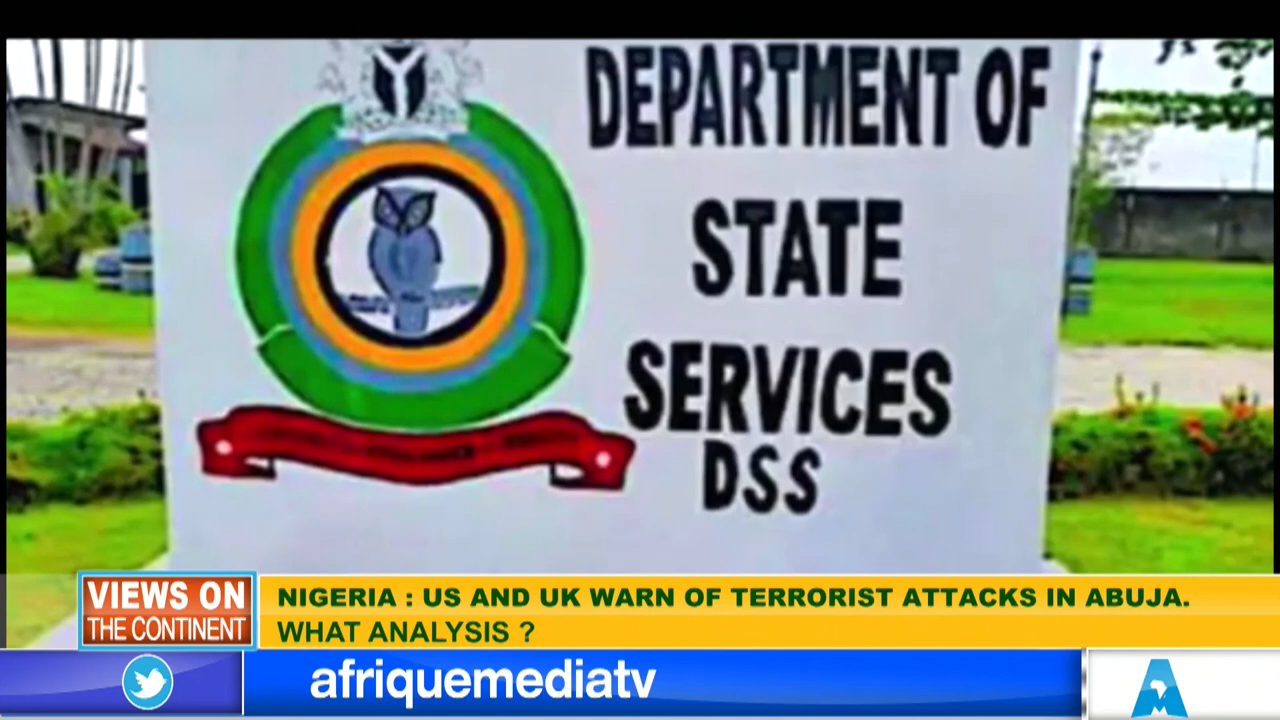 DEPARTMENT OF
STATE
SERVICES
DSS
VIEWS ON
THE CONTINENT
NIGERIA : US AND UK WARN OF TERRORIST ATTACKS IN ABUJA.
WHAT ANALYSIS ?
afriquemediatv